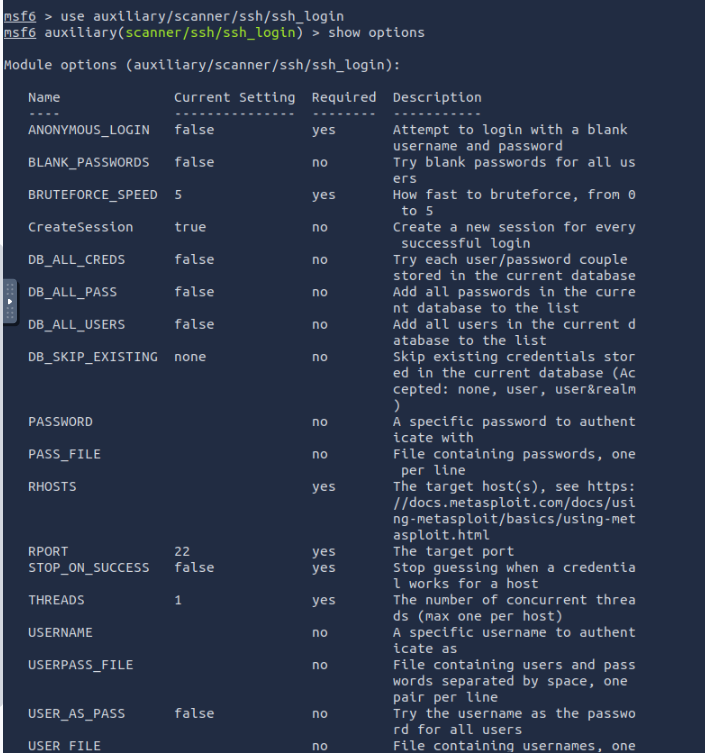 msf6 > use auxiliary/scanner/ssh/ssh_login
msf6 auxiliary(scanner/ssh/ssh_login) > show options
Module options (auxiliary/scanner/ssh/ssh_login):
Name Current Setting Required Description
---- --------------- -------- -----------
ANONYMOUS_LOGIN false yes Attempt to login with a blank
username and password
BLANK_PASSWORDS false no Try blank passwords for all us
ers
BRUTEFORCE_SPEED 5 yes How fast to bruteforce, from 0
to 5
CreateSession true no Create a new session for every
successful login
DB_ALL_CREDS false no Try each user/password couple
stored in the current database
DB_ALL_PASS false no Add all passwords in the curre
nt database to the list
DB_ALL_USERS false no Add all users in the current d
atabase to the list
DB_SKIP_EXISTING none no Skip existing credentials stor
ed in the current database (Ac
cepted: none, user, user&realm
)
PASSWORD no A specific password to authent
icate with
PASS_FILE no File containing passwords, one
per line
RHOSTS yes The target host(s), see https:
//docs.metasploit.com/docs/usi
ng-metasploit/basics/using-met
asploit.html
RPORT 22 yes The target port
STOP_ON_SUCCESS false yes Stop guessing when a credentia
l works for a host
THREADS 1 yes The number of concurrent threa
ds (max one per host)
USERNAME no A specific username to authent
icate as
USERPASS_FILE no File containing users and pass
words separated by space, one
pair per line
USER_AS_PASS false no Try the username as the passwo
rd for all users
USER_FILE no File containing usernames, one